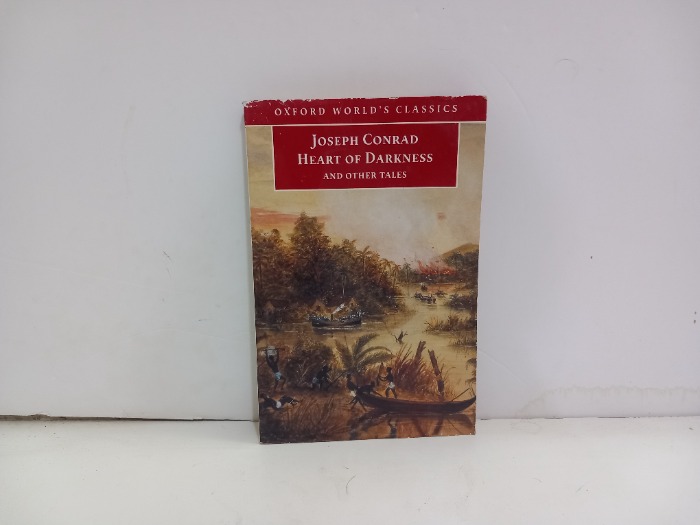 OXFORD WORLD'S CLASSICS
JOSEPH CONRAD
HEART OF DARKNESS
AND OTHER TALES